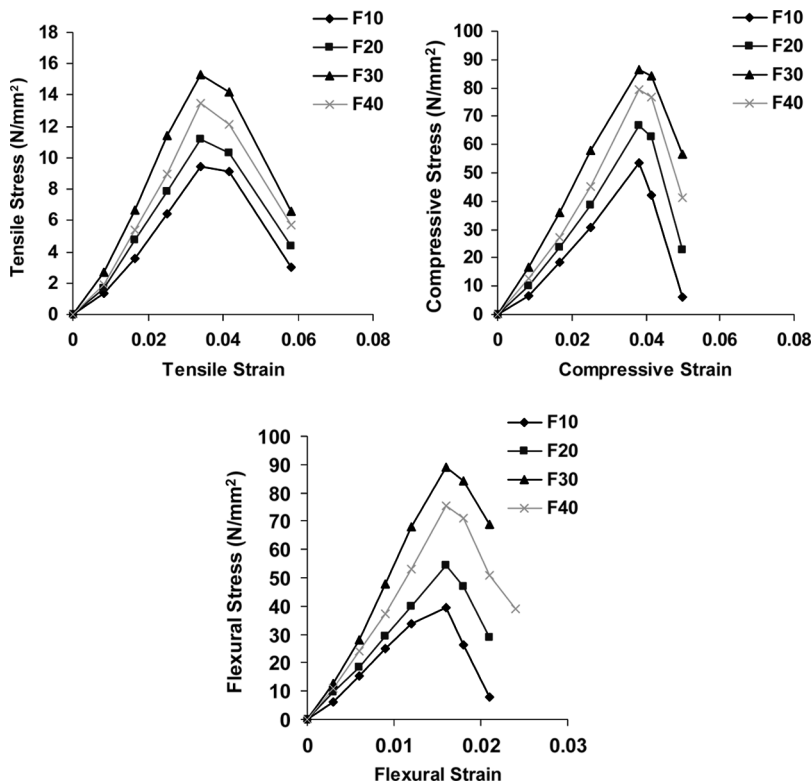 F10
F20
F30
F40
Tensile Stress (N/mm²)
18
16
14
12
10
8
6
4
2
0
0 0.02 0.04 0.06 0.08
Tensile Strain
F10
F20
F30
F40
Compressive Stress (N/mm²)
100
90
80
70
60
50
40
30
20
10
0
0 0.02 0.04 0.06 0.08
Compressive Strain
F10
F20
F30
F40
Flexural Stress (N/mm²)
100
90
80
70
60
50
40
30
20
10
0
0 0.01 0.02 0.03
Flexural Strain